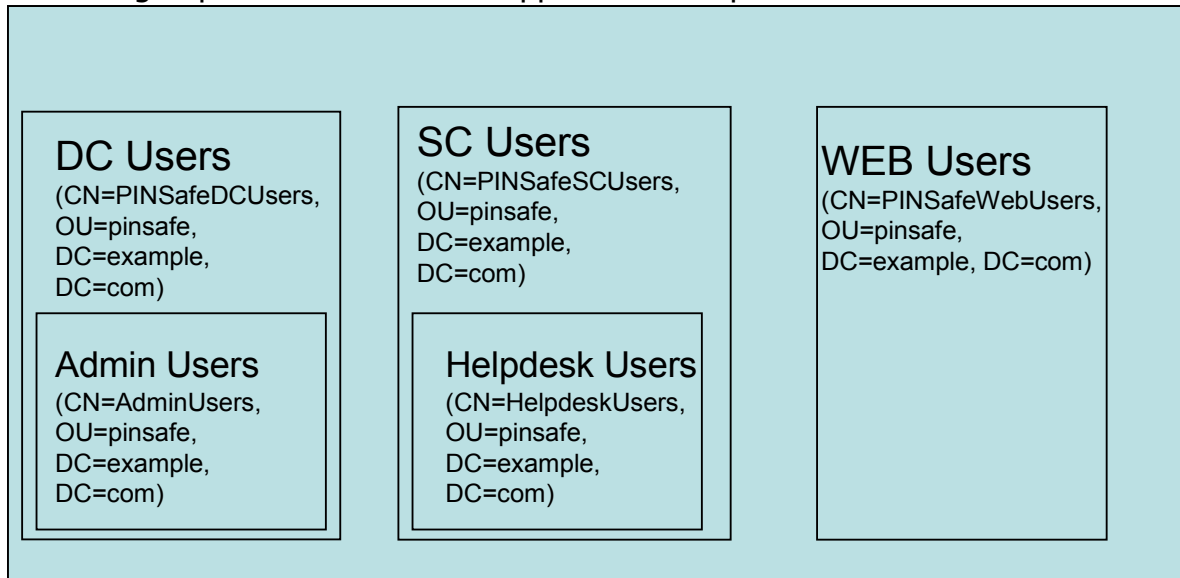 DC Users
(CN=PINSafeDCUsers,
OU=pinsafe,
DC=example,
DC=com)
Admin Users
(CN=AdminUsers,
OU=pinsafe,
DC=example,
DC=com)
SC Users
(CN=PINSafeSCUsers,
OU=pinsafe,
DC=example,
DC=com)
Helpdesk Users
(CN=HelpdeskUsers,
OU=pinsafe,
DC=example,
DC=com)
WEB Users
(CN=PINSafeWebUsers,
OU=pinsafe,
DC=example, DC=com)